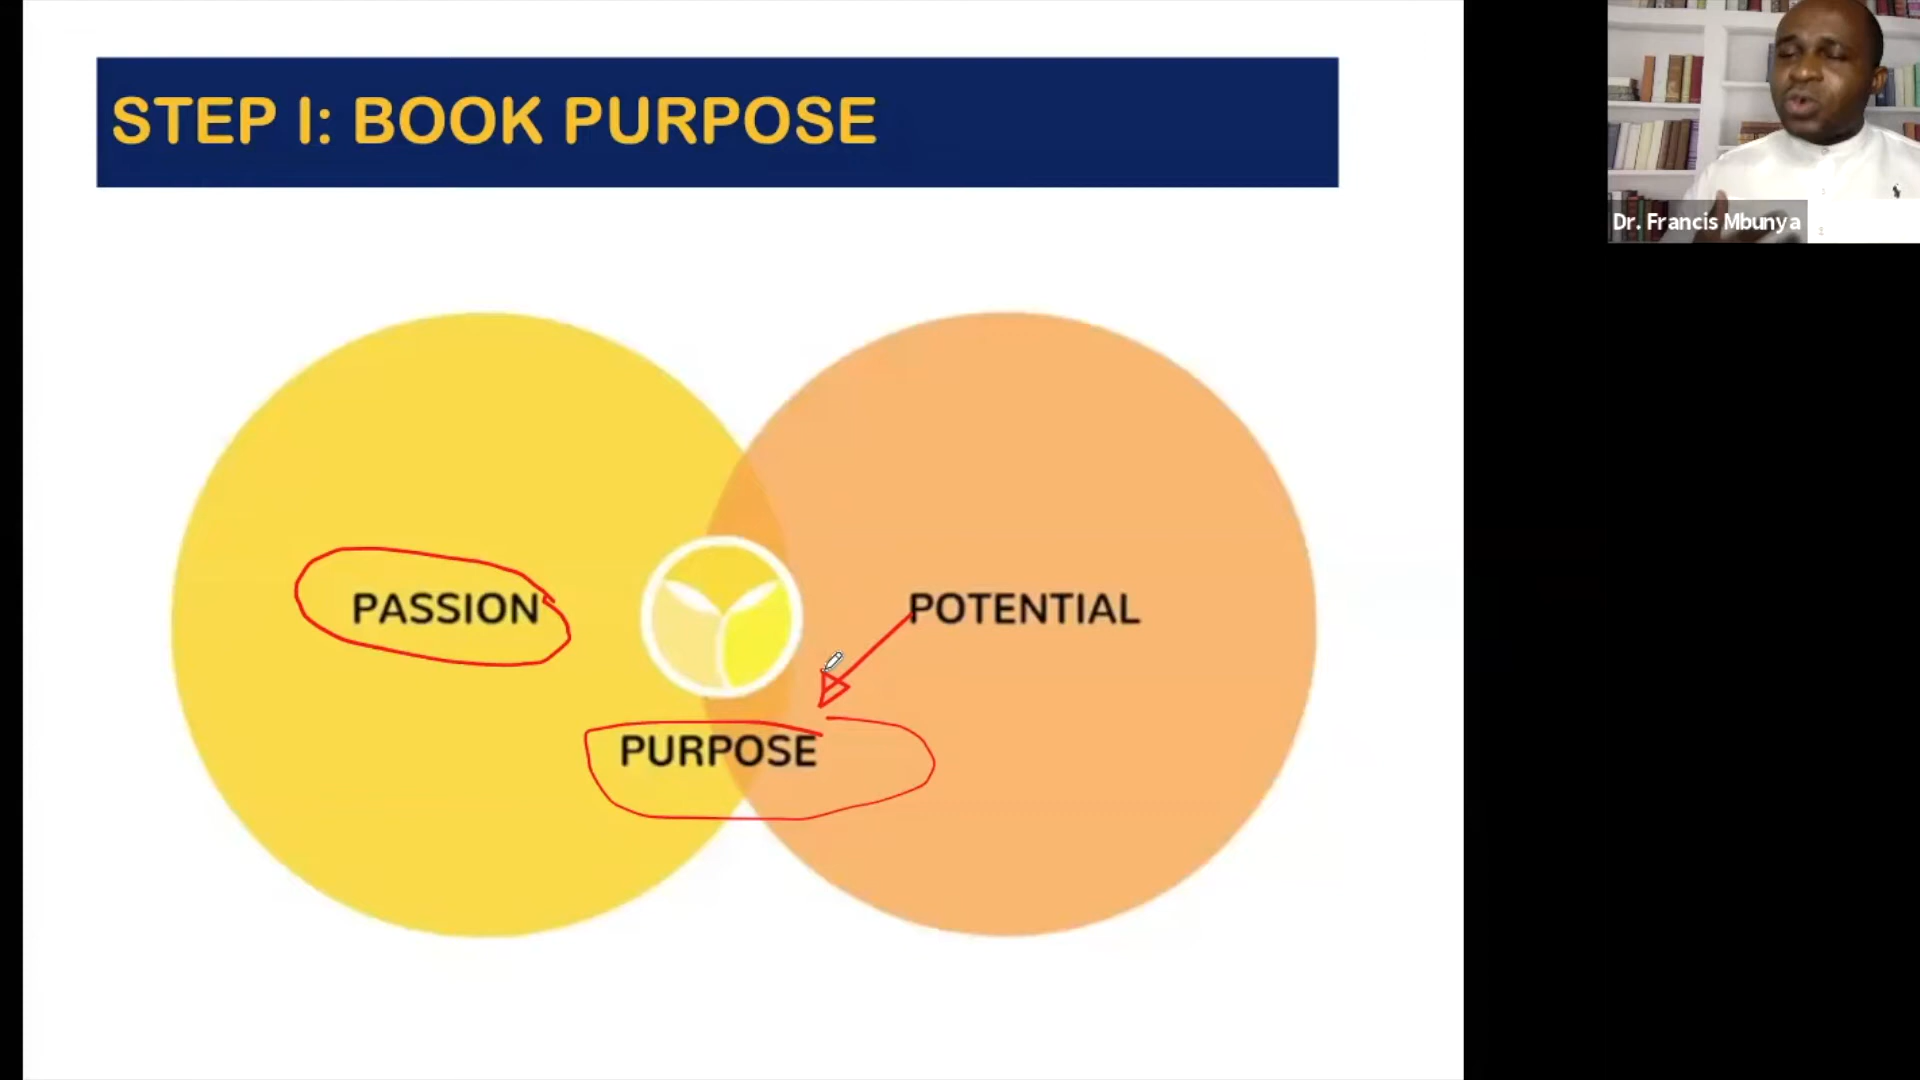 STEP I: BOOK PURPOSE
Dr. Francis Mbunya
PASSION
POTENTIAL
PURPOSE